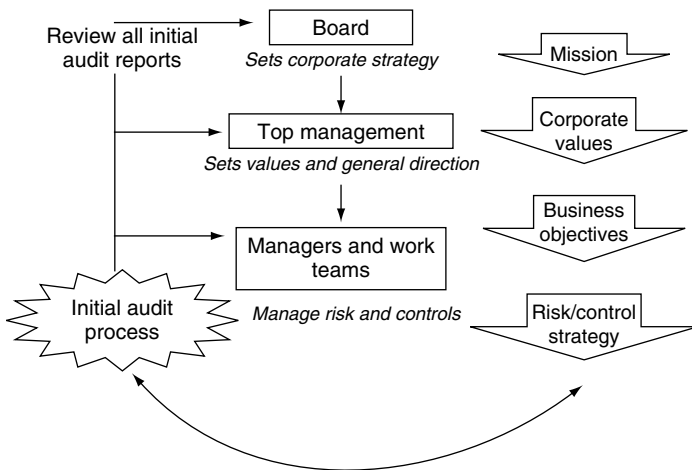 Review all initial
audit reports
Board
Sets corporate strategy
Mission
Top management
Sets values and general direction
Corporate
values
Managers and work
teams
Manage risk and controls
Business
objectives
Initial audit
process
Risk/control
strategy